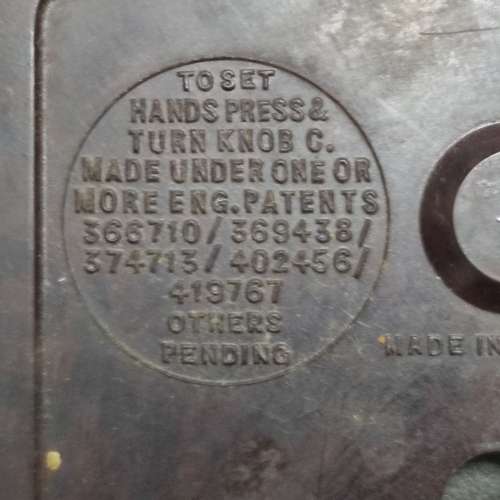 TO SET
HANDS PRESS &
TURN KNOB C.
MADE UNDER ONE OR
MORE ENG. PATENTS
366710/369438/
374713/402456/
419767
OTHERS
PENDING
MADE IN